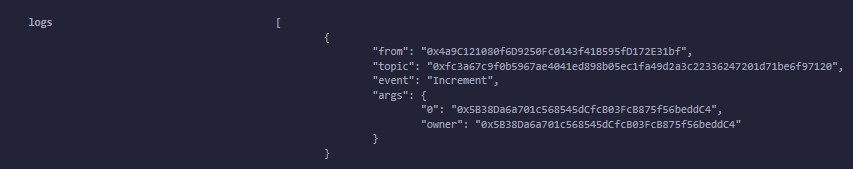 logs [
{
"from": "0x4a9C121080f6D9250Fc0143f41B595fD172E31bf",
"topic": "0xfc3a67c9f0b5967ae4041ed898b05ec1fa49d2a3c22336247201d71be6f97120",
"event": "Increment",
"args": {
"0": "0x5B38Da6a701c568545dCfcB03FcB875f56beddC4",
"owner": "0x5B38Da6a701c568545dCfcB03FcB875f56beddC4"
}
}